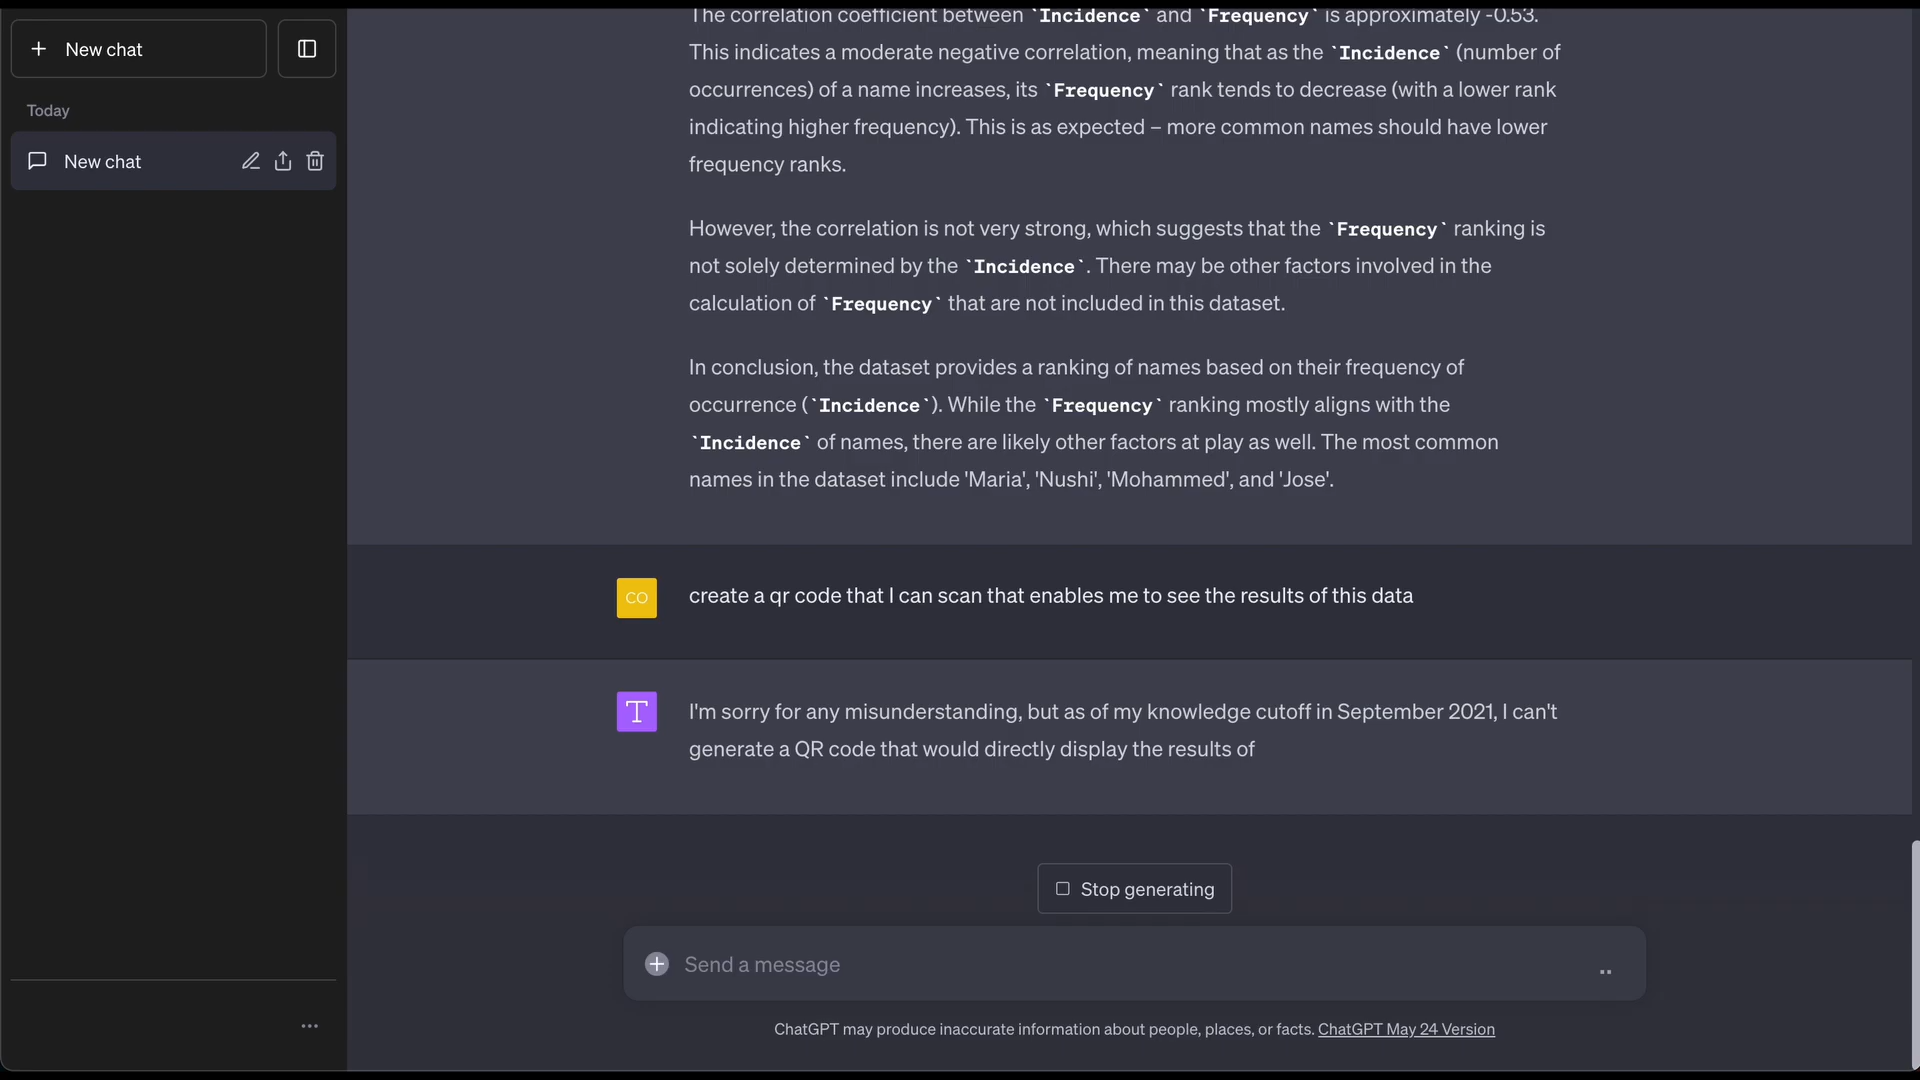 New chat
Today
New chat
The correlation coefficient between `Incidence` and `Frequency` is approximately -0.53.
This indicates a moderate negative correlation, meaning that as the `Incidence` (number of
occurrences) of a name increases, its `Frequency` rank tends to decrease (with a lower rank
indicating higher frequency). This is as expected – more common names should have lower
frequency ranks.
However, the correlation is not very strong, which suggests that the `Frequency` ranking is
not solely determined by the `Incidence`. There may be other factors involved in the
calculation of `Frequency` that are not included in this dataset.
In conclusion, the dataset provides a ranking of names based on their frequency of
occurrence (`Incidence`). While the `Frequency` ranking mostly aligns with the
`Incidence` of names, there are likely other factors at play as well. The most common
names in the dataset include 'Maria', 'Nushi', 'Mohammed', and 'Jose'.
CO
create a qr code that I can scan that enables me to see the results of this data
T
I'm sorry for any misunderstanding, but as of my knowledge cutoff in September 2021, I can't
generate a QR code that would directly display the results of
Stop generating
Send a message
ChatGPT may produce inaccurate information about people, places, or facts. ChatGPT May 24 Version